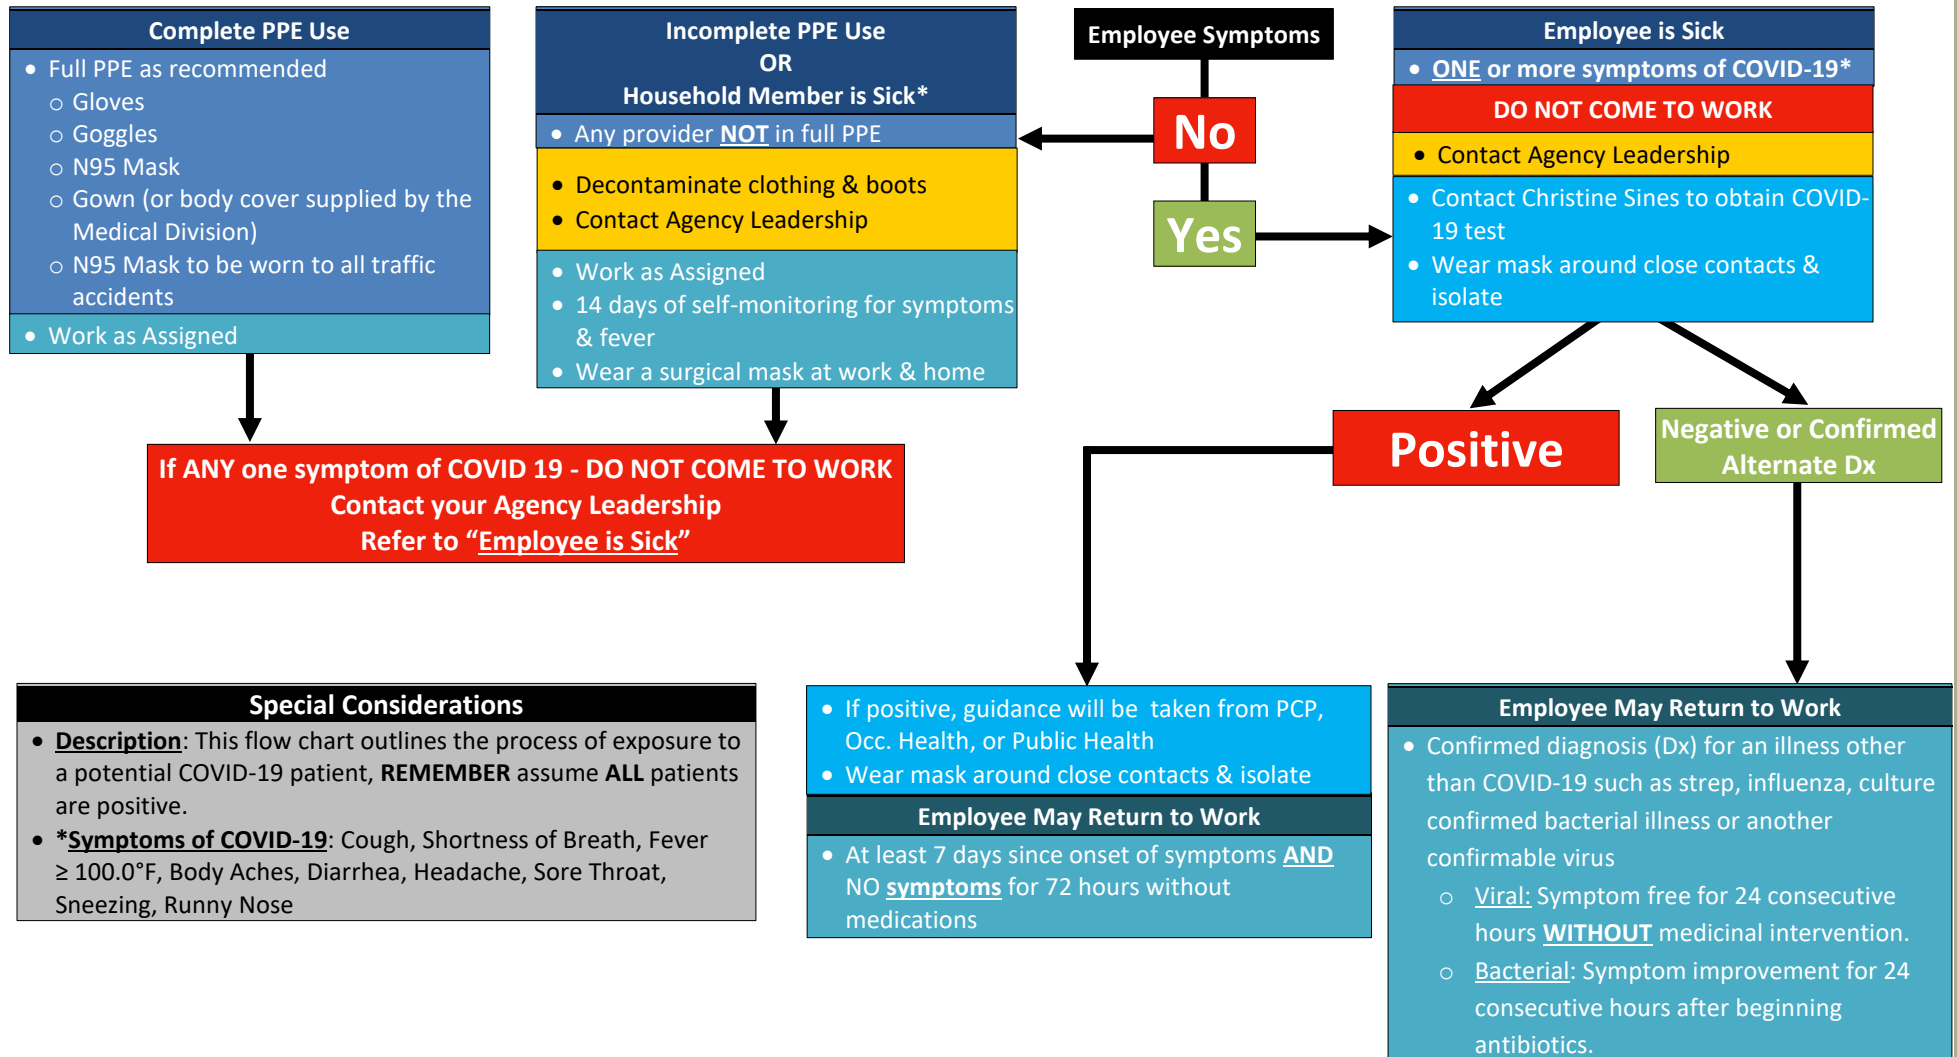 Complete PPE Use
• Full PPE as recommended
o Gloves
o Goggles
o N95 Mask
o Gown (or body cover supplied by the
Medical Division)
o N95 Mask to be worn to all traffic
accidents
• Work as Assigned
Incomplete PPE Use
OR
Household Member is Sick*
• Any provider NOT in full PPE
• Decontaminate clothing & boots
• Contact Agency Leadership
• Work as Assigned
• 14 days of self-monitoring for symptoms
& fever
• Wear a surgical mask at work & home
Employee Symptoms
No
Yes
Employee is Sick
• ONE or more symptoms of COVID-19*
DO NOT COME TO WORK
• Contact Agency Leadership
• Contact Christine Sines to obtain COVID-
19 test
• Wear mask around close contacts &
isolate
If ANY one symptom of COVID 19 - DO NOT COME TO WORK
Contact your Agency Leadership
Refer to “Employee is Sick”
Positive
Negative or Confirmed
Alternate Dx
Special Considerations
• Description: This flow chart outlines the process of exposure to
a potential COVID-19 patient, REMEMBER assume ALL patients
are positive.
• *Symptoms of COVID-19: Cough, Shortness of Breath, Fever
≥ 100.0°F, Body Aches, Diarrhea, Headache, Sore Throat,
Sneezing, Runny Nose
• If positive, guidance will be taken from PCP,
Occ. Health, or Public Health
• Wear mask around close contacts & isolate
Employee May Return to Work
• At least 7 days since onset of symptoms AND
NO symptoms for 72 hours without
medications
Employee May Return to Work
• Confirmed diagnosis (Dx) for an illness other
than COVID-19 such as strep, influenza, culture
confirmed bacterial illness or another
confirmable virus
o Viral: Symptom free for 24 consecutive
hours WITHOUT medicinal intervention.
o Bacterial: Symptom improvement for 24
consecutive hours after beginning
antibiotics.